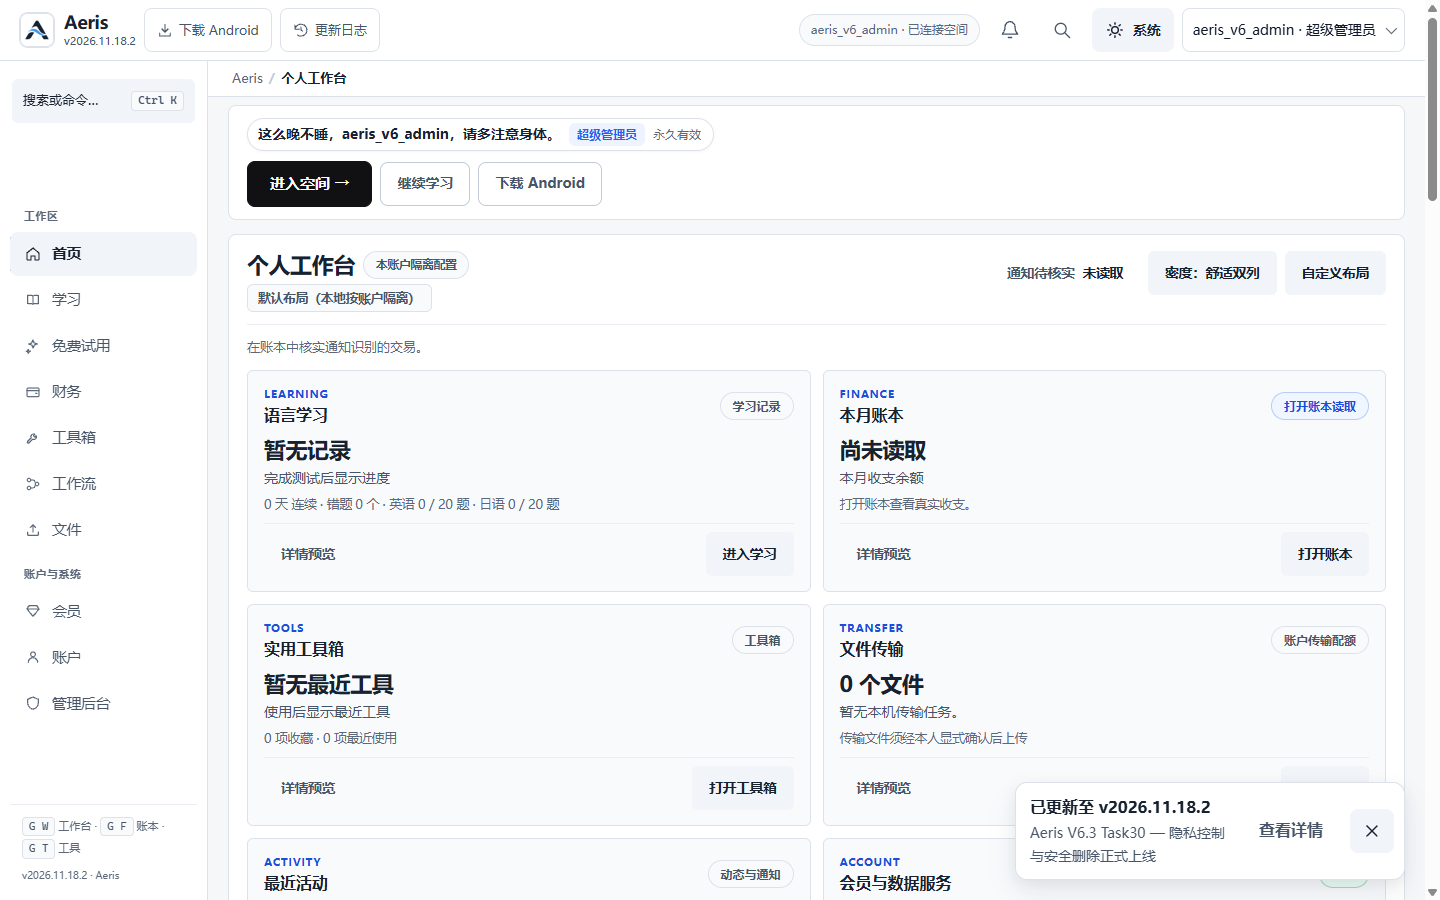 Aeris
v2026.11.18.2
下载 Android
更新日志
aeris_v6_admin · 已连接空间
系统
aeris_v6_admin · 超级管理员
搜索或命令...
Ctrl K
工作区
首页
学习
免费试用
财务
工具箱
工作流
文件
账户与系统
会员
账户
管理后台
G W 工作台 · G F 账本 ·
G T 工具
v2026.11.18.2 · Aeris
Aeris / 个人工作台
这么晚不睡，aeris_v6_admin，请多注意身体。 超级管理员 永久有效
进入空间 →
继续学习
下载 Android
个人工作台
本账户隔离配置
默认布局（本地按账户隔离）
通知待核实 未读取
密度：舒适双列
自定义布局
在账本中核实通知识别的交易。
LEARNING
语言学习
学习记录
暂无记录
完成测试后显示进度
0 天 连续 · 错题 0 个 · 英语 0 / 20 题 · 日语 0 / 20 题
详情预览
进入学习
FINANCE
本月账本
打开账本读取
尚未读取
本月收支余额
打开账本查看真实收支。
详情预览
打开账本
TOOLS
实用工具箱
工具箱
暂无最近工具
使用后显示最近工具
0 项收藏 · 0 项最近使用
详情预览
打开工具箱
TRANSFER
文件传输
账户传输配额
0 个文件
暂无本机传输任务。
传输文件须经本人显式确认后上传
详情预览
ACTIVITY
最近活动
动态与通知
ACCOUNT
会员与数据服务
已更新至 v2026.11.18.2
Aeris V6.3 Task30 — 隐私控制
与安全删除正式上线
查看详情